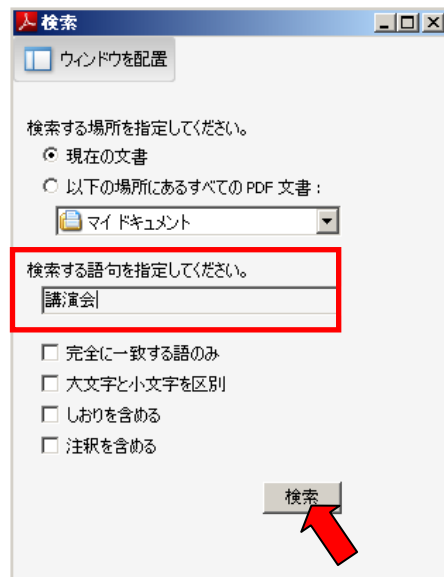 検索
ウィンドウを配置
検索する場所を指定してください。
現在の文書
以下の場所にあるすべての PDF 文書：
マイ ドキュメント
検索する語句を指定してください。
講演会
完全に一致する語のみ
大文字と小文字を区別
しおりを含める
注釈を含める
検索